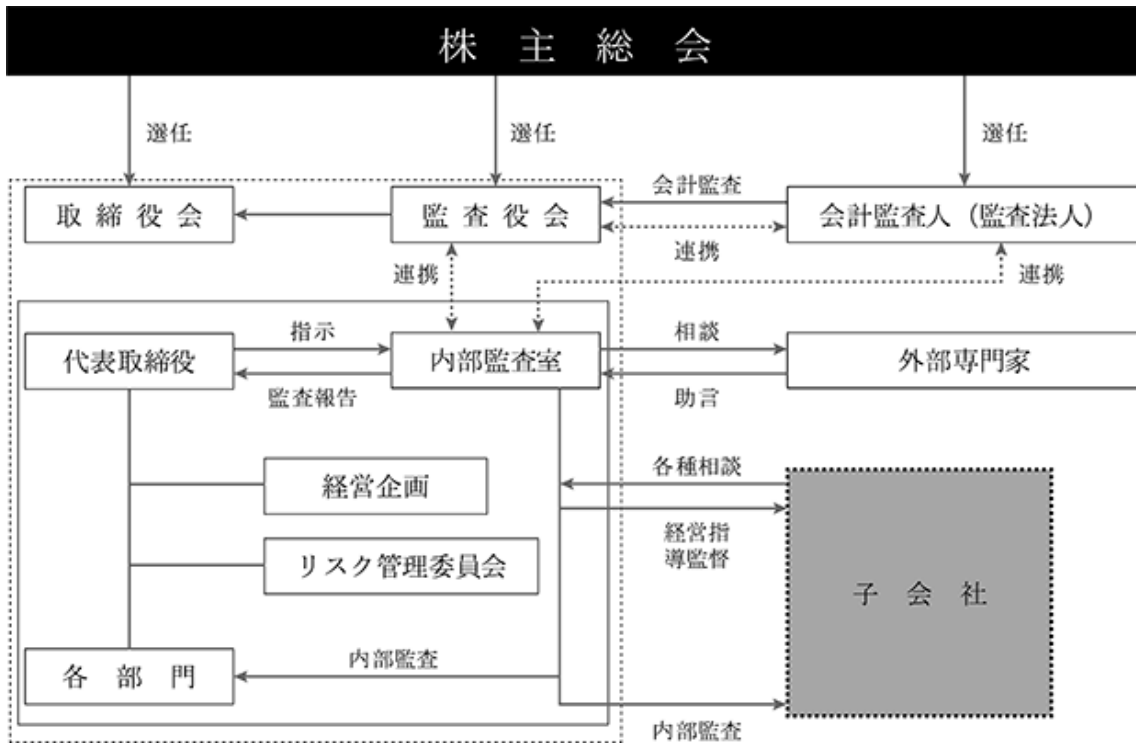 株主総会
選任
選任
選任
取締役会
監査役会
会計監査
会計監査人（監査法人）
連携
連携
連携
代表取締役
指示
内部監査室
相談
外部専門家
監査報告
助言
経営企画
各種相談
経営指
導監督
リスク管理委員会
子会社
各部門
内部監査
内部監査